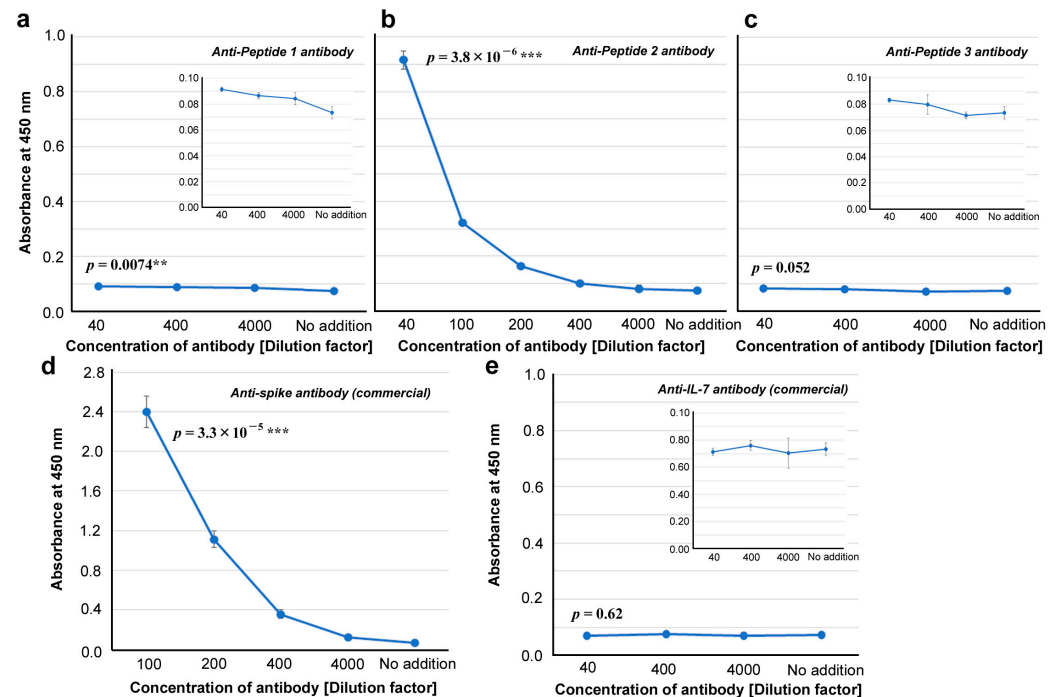 a
Anti-Peptide 1 antibody
Absorbance at 450 nm
1.0
0.8
0.6
0.4
0.2
0.0
0.10
0.08
0.06
0.04
0.02
0.00
40
400
4000
No addition
p = 0.0074**
40
400
4000
No addition
Concentration of antibody [Dilution factor]
b
Anti-Peptide 2 antibody
p = 3.8 × 10⁻⁶ ***
40
100
200
400
4000
No addition
Concentration of antibody [Dilution factor]
c
Anti-Peptide 3 antibody
0.10
0.08
0.06
0.04
00.2
0.00
40
400
4000
No addition
p = 0.052
40
400
4000
No addition
Concentration of antibody [Dilution factor]
d
Anti-spike antibody (commercial)
Absorbance at 450 nm
2.8
2.4
2.0
1.6
1.2
0.8
0.4
0.0
p = 3.3 × 10⁻⁵ ***
100
200
400
4000
No addition
Concentration of antibody [Dilution factor]
e
Anti-IL-7 antibody (commercial)
Absorbance at 450 nm
1.0
0.8
0.6
0.4
0.2
0.0
0.10
0.80
0.60
0.40
0.20
0.00
40
400
4000
No addition
p = 0.62
40
400
4000
No addition
Concentration of antibody [Dilution factor]